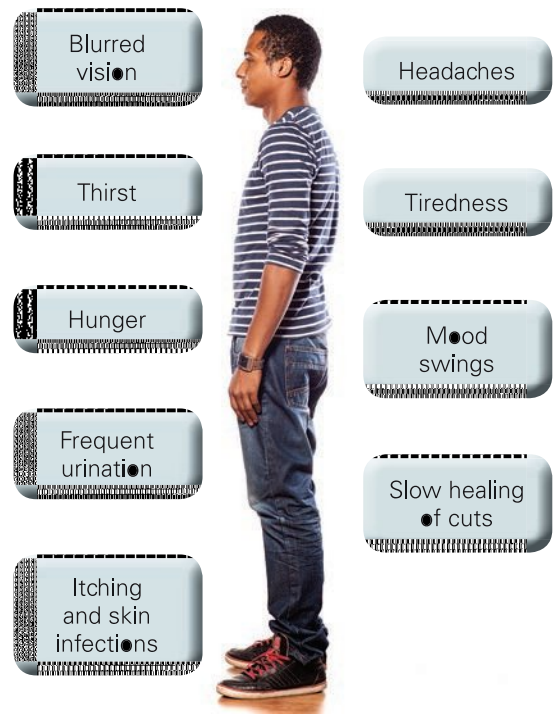 Blurred
vision
Thirst
Hunger
Frequent
urination
Itching
and skin
infections
Headaches
Tiredness
Mood
swings
Slow healing
of cuts